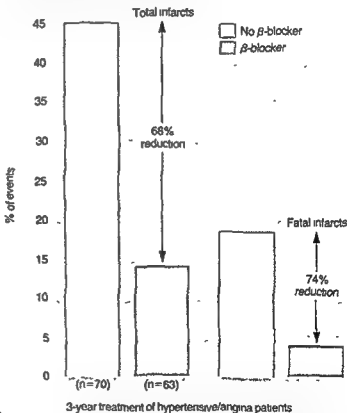 Total infarcts
No β-blocker
β-blocker
45
40
35
30
25
20
15
10
5
0
% of events
68%
reduction
Fatal infarcts
74%
reduction
(n=70)
(n=63)
3-year treatment of hypertensive/angina patients